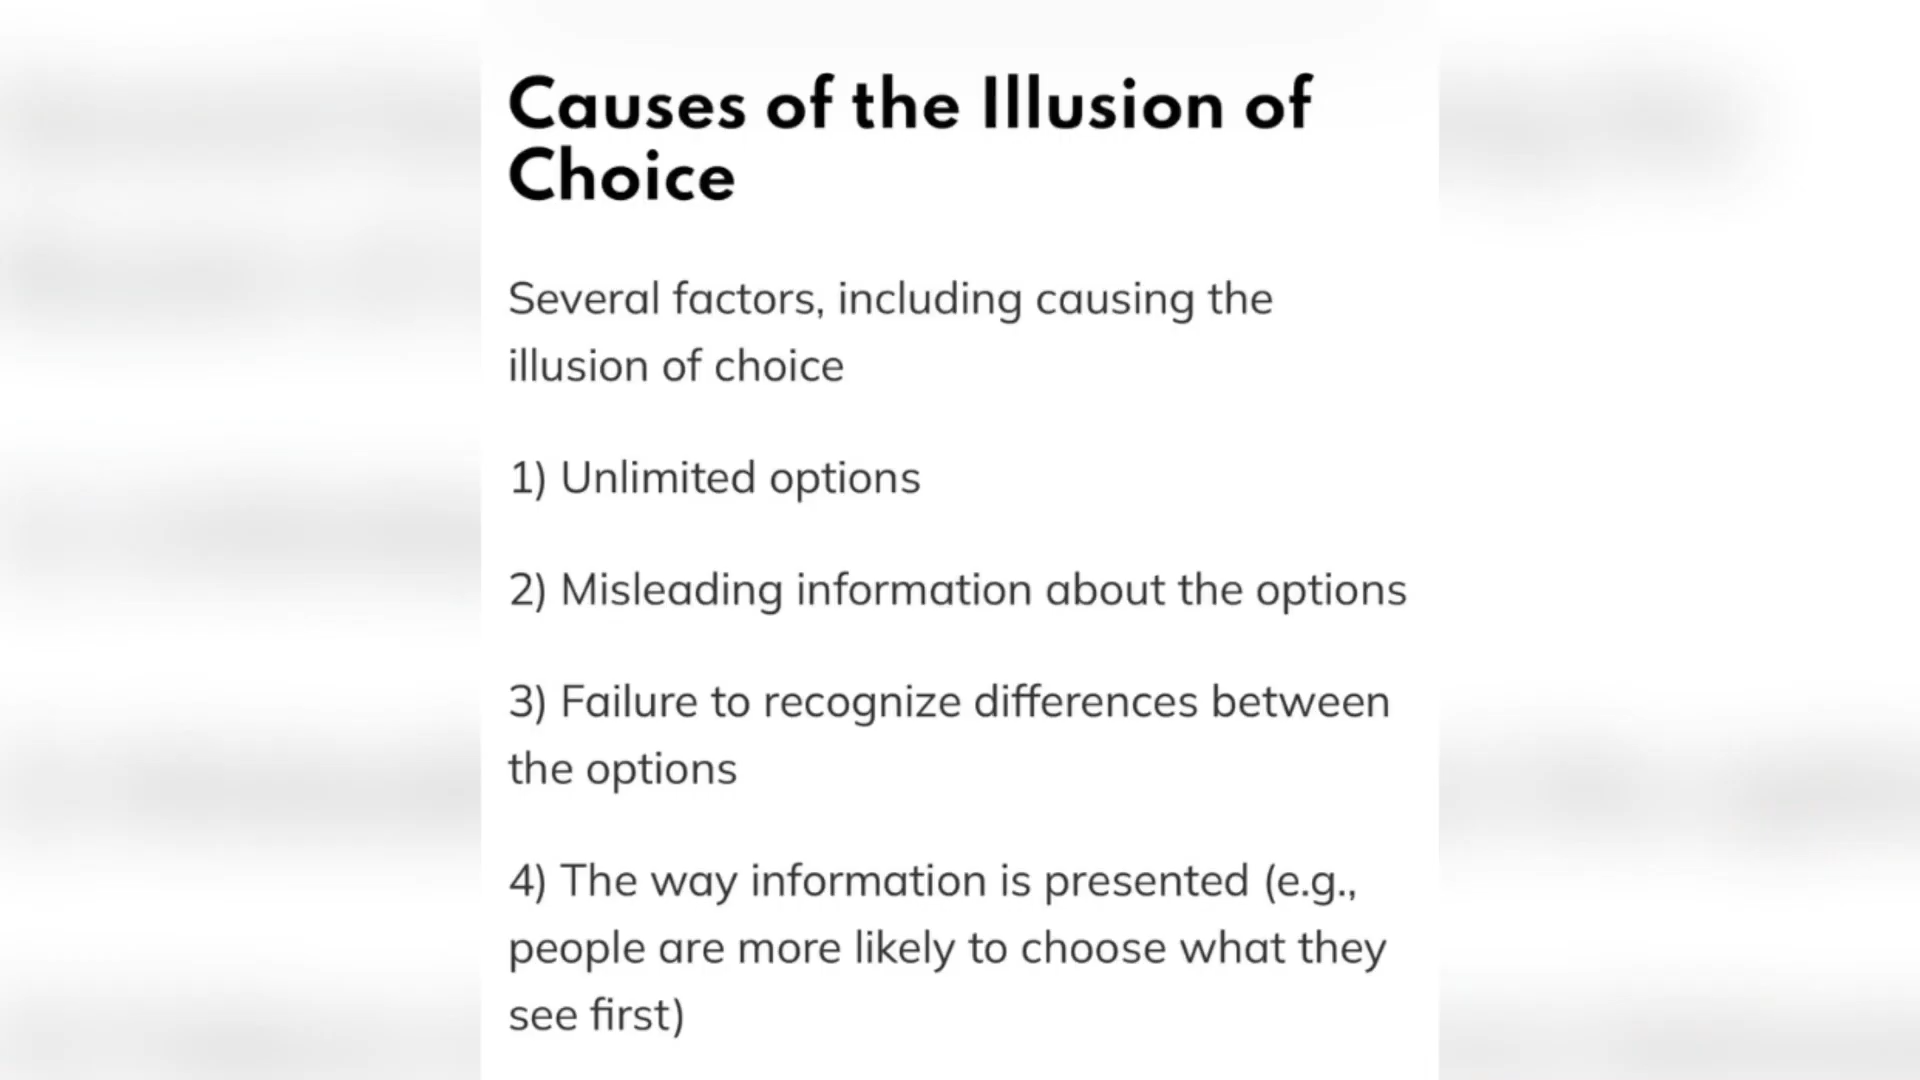 Causes of the Illusion of
Choice
Several factors, including causing the
illusion of choice
1) Unlimited options
2) Misleading information about the options
3) Failure to recognize differences between
the options
4) The way information is presented (e.g.,
people are more likely to choose what they
see first)